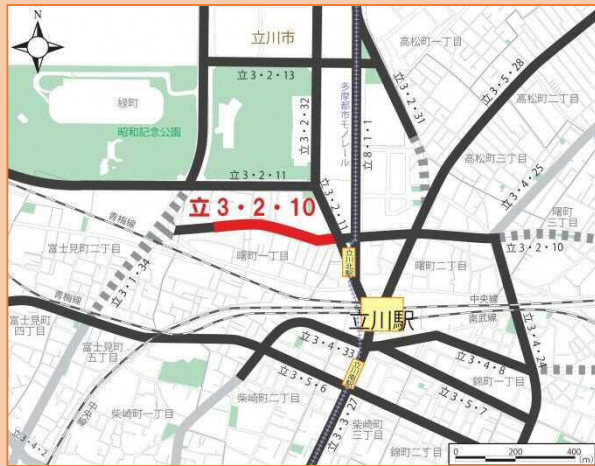 N
立川市
高松町一丁目
立3・2・13
立3・5・28
緑町
昭和記念公園
立3・2・32
多摩都市モノレール
立8・1・1
立3・2・31
高松町二丁目
高松町三丁目
立3・4・25
立3・2・11
立3・2・10
立3・2・11
曙町
三丁目
青梅線
富士見町二丁目
立3・2・10
曙町一丁目
立川北駅
曙町二丁目
立3・1・34
青梅線
中央線
立川駅
南武線
富士見町
四丁目
富士見町
五丁目
立3・4・33
立川南駅
立3・4・8
立3・4・24
錦町一丁目
立3・5・6
立3・5・7
柴崎町一丁目
柴崎町二丁目
立3・3・27
柴崎町
三丁目
錦町二丁目
中央線
立3・4・2
0 200 400
(m)